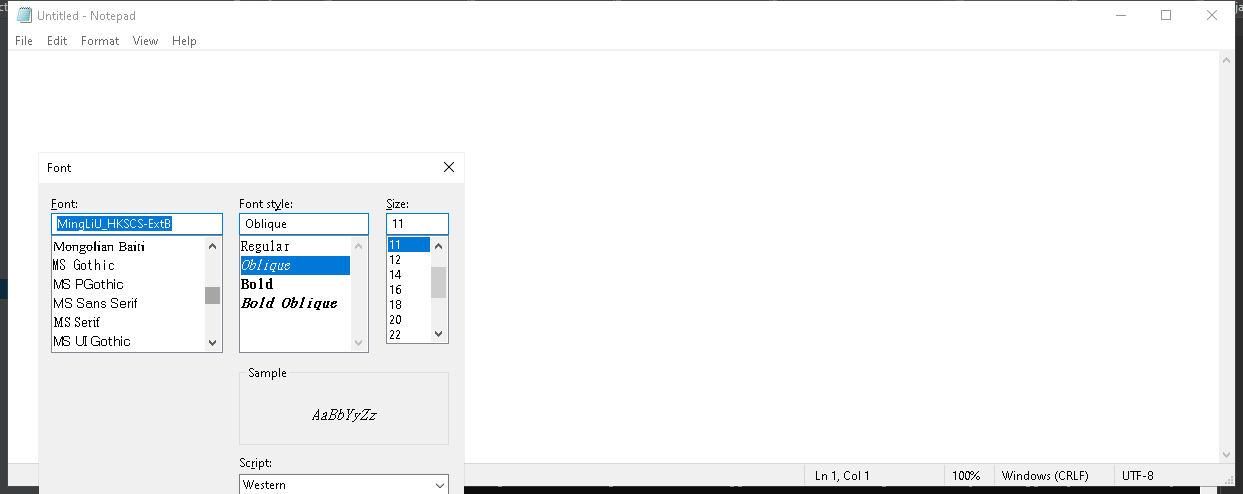 Untitled - Notepad
File Edit Format View Help
Font
Font: Font style: Size:
MingLiU_HKSCS-ExtB Oblique 11
Mongolian Baiti Regular 11
MS Gothic Oblique 12
MS PGothic Bold 14
MS Sans Serif Bold Oblique 16
MS Serif 18
MS UI Gothic 20
22
Sample
AaBbYyZz
Script:
Western
Ln 1, Col 1 100% Windows (CRLF) UTF-8